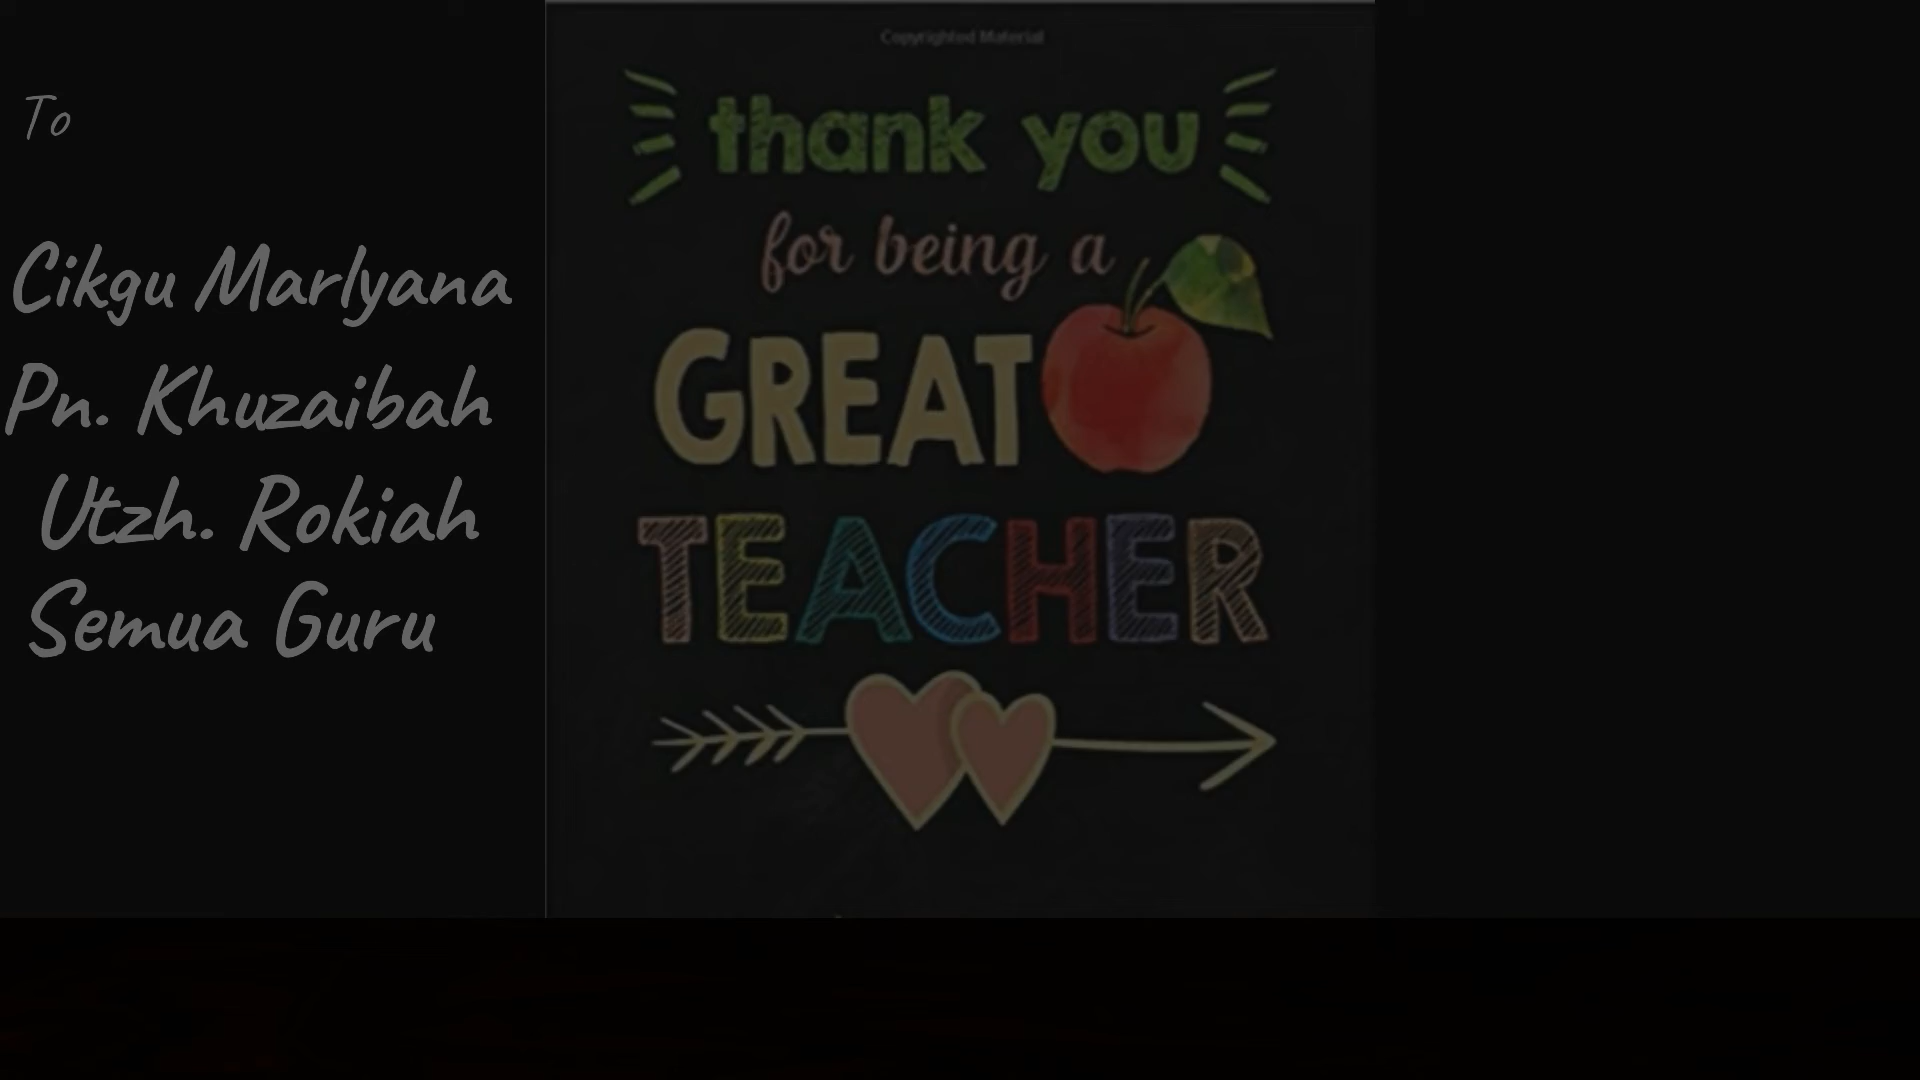 To
Cikgu Marlyana
Pn. Khuzaibah
Utzh. Rokiah
Semua Guru
Copyrighted Material
thank you
for being a
GREAT
TEACHER